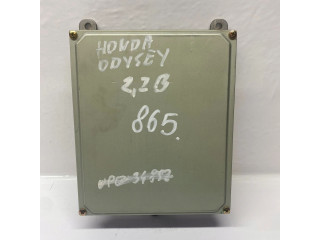 HONDA
ODYSEY
2,2B
865.